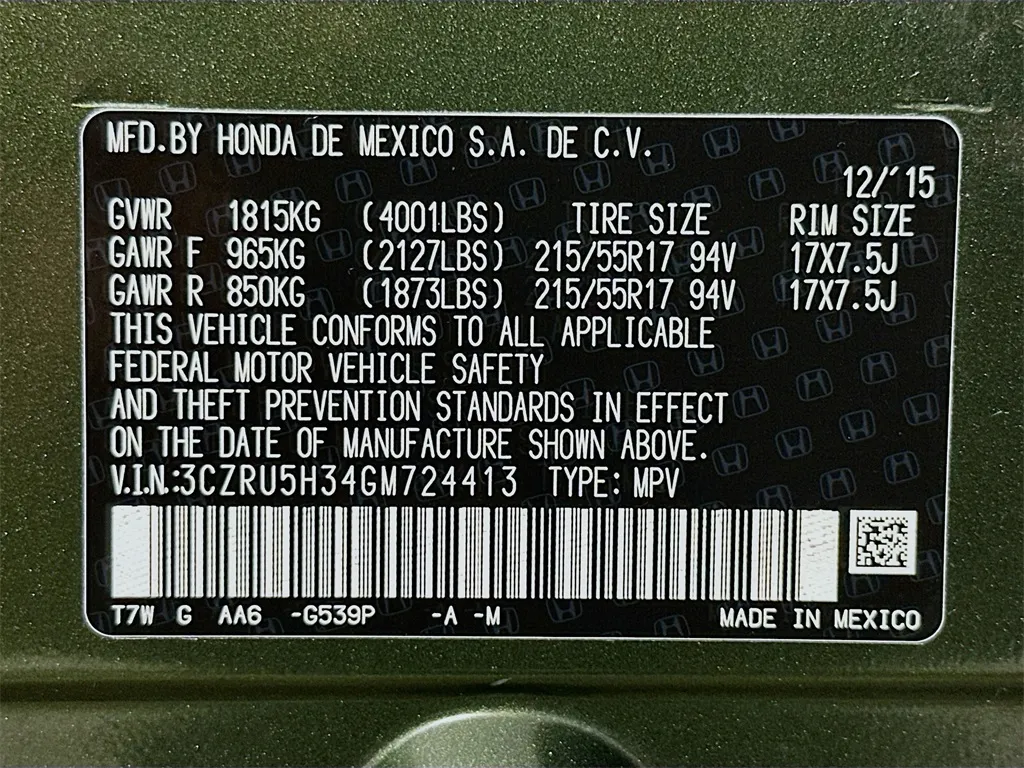 MFD.BY HONDA DE MEXICO S.A. DE C.V.
12/'15
GVWR 1815KG (4001LBS) TIRE SIZE RIM SIZE
GAWR F 965KG (2127LBS) 215/55R17 94V 17X7.5J
GAWR R 850KG (1873LBS) 215/55R17 94V 17X7.5J
THIS VEHICLE CONFORMS TO ALL APPLICABLE
FEDERAL MOTOR VEHICLE SAFETY
AND THEFT PREVENTION STANDARDS IN EFFECT
ON THE DATE OF MANUFACTURE SHOWN ABOVE.
V.I.N.:3CZRU5H34GM724413 TYPE: MPV
T7W G AA6 -G539P -A -M MADE IN MEXICO